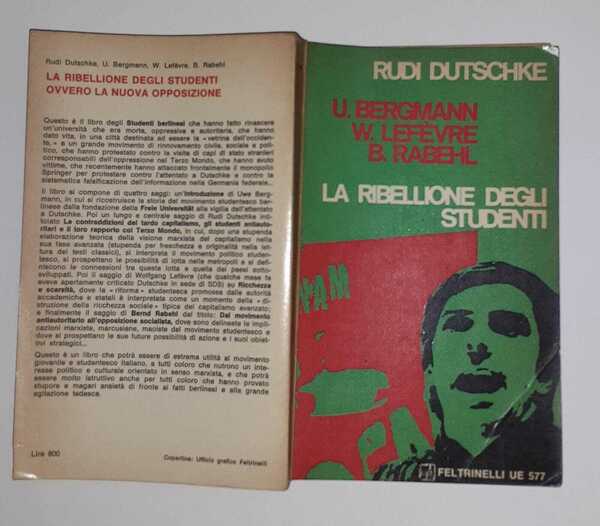 Rudi Dutschke, U. Bergmann, W. Lefèvre, B. Rabehl
LA RIBELLIONE DEGLI STUDENTI
OVVERO LA NUOVA OPPOSIZIONE
Questo è il libro degli Studenti berlinesi che hanno fatto rinascere
un'università che era morta, oppressiva e autoritaria, che hanno
dato vita, in una città destinata ad essere la «vetrina dell'occiden-
te,» a un grande movimento di rinnovamento civile, sociale e poli-
tico, che hanno protestato contro la visita di capi di stato stranieri
corresponsabili dell'oppressione nel Terzo Mondo, che hanno avuto
vittime, che recentemente hanno attaccato frontalmente il monopolio
Springer per protestare contro l'attentato a Dutschke e contro la
sistematica falsificazione dell'informazione nella Germania federale...
Il libro si compone di quattro saggi: un'introduzione di Uwe Berg-
mann, in cui si ricostruisce la storia del movimento studentesco ber-
linese dalla fondazione della Freie Universität alla vigilia dell'attentato
a Dutschke. Poi un lungo e centrale saggio di Rudi Dutschke inti-
tolato La contraddizioni del tardo capitalismo, gli studenti antiauto-
ritari e il loro rapporto col Terzo Mondo, in cui, dopo una stupenda
elaborazione teorica della visione marxista del capitalismo nella
sua fase avanzata (stupenda per freschezza e originalità nella let-
tura dei testi classici), si interpreta il movimento politico studen-
tesco, si prospettano le possibilità di lotta nelle metropoli e si defi-
niscono le connessioni tra questa lotta e quella dei paesi sotto-
sviluppati. Poi il saggio di Wolfgang Lefèvre (che qualche mese fa
aveva apertamente criticato Dutschke in sede di SDS) su Ricchezza
e scarsità, dove la «riforma» studentesca promossa dalle autorità
accademiche e statali è interpretata come un momento della «di-
struzione della ricchezza sociale» tipica del capitalismo avanzato;
e finalmente il saggio di Bernd Rabehl dal titolo: Dal movimento
antiautoritario all'opposizione socialista, dove sono delineate le impli-
cazioni marxiste, marcusiane, maoiste del movimento studentesco e
dove si prospettano le sue future possibilità di azione e i suoi obiet-
tivi strategici...
Questo è un libro che potrà essere di estrema utilità al movimento
giovanile e studentesco italiano, a tutti coloro che nutrono un inte-
resse politico e culturale orientato in senso marxista, e che potrà
essere molto istruttivo anche per tutti coloro che hanno provato
stupore e magari ansietà di fronte ai fatti berlinesi e alla grande
agitazione tedesca.
Lire 800
Copertina: Ufficio grafico Feltrinelli
RUDI DUTSCHKE
U. BERGMANN
W. LEFÈVRE
B. RABEHL
LA RIBELLIONE DEGLI
STUDENTI
FELTRINELLI UE 577